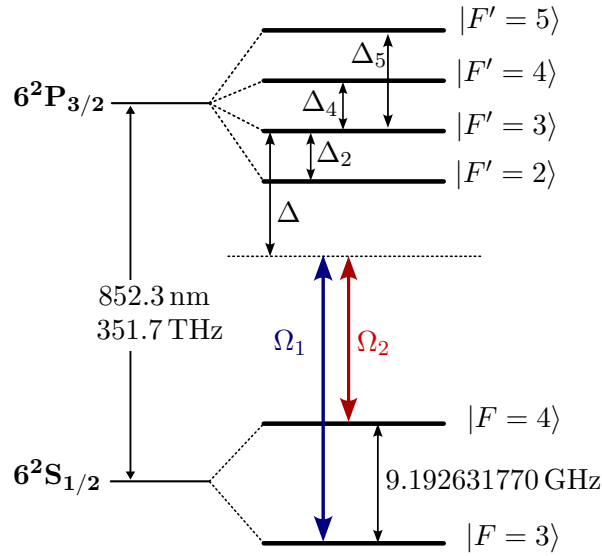 |F′ = 5⟩
Δ₅
|F′ = 4⟩
6²P₃/₂
Δ₄
|F′ = 3⟩
Δ₂
|F′ = 2⟩
Δ
852.3 nm
351.7 THz
Ω₁
Ω₂
|F = 4⟩
6²S₁/₂
9.192631770 GHz
|F = 3⟩